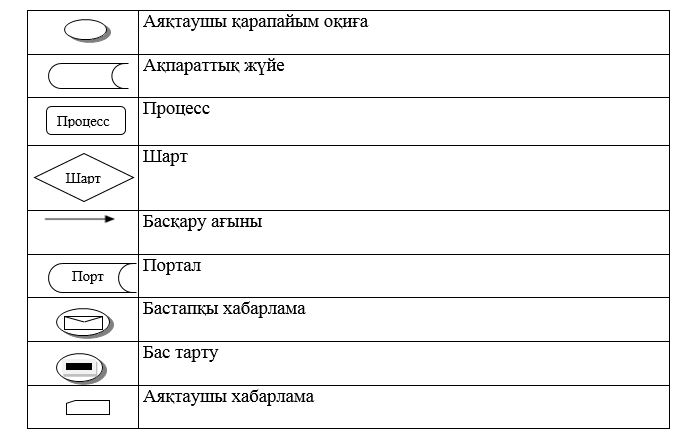 Аяқтаушы қарапайым оқиға
Ақпараттық жүйе
Процесс
Процесс
Шарт
Шарт
Басқару ағыны
Порт
Портал
Бастапқы хабарлама
Бас тарту
Аяқтаушы хабарлама